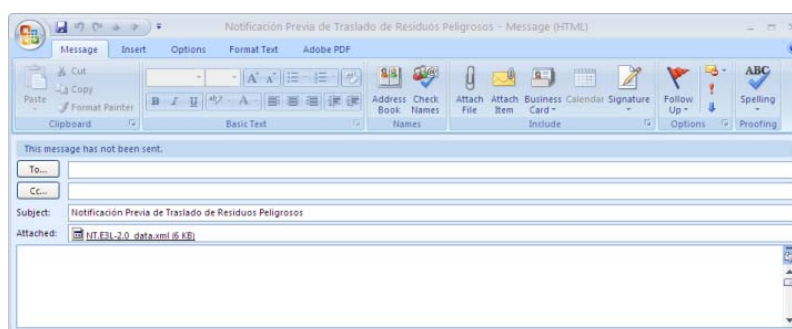 Notificación Previa de Traslado de Residuos Peligrosos - Message (HTML)
Message Insert Options Format Text Adobe PDF
Paste
Cut
Copy
Format Painter
Clipboard
B I U
Basic Text
Address Book
Check Names
Names
Attach File
Attach Item
Business Card
Calendar
Signature
Include
Follow Up
Options
ABC
Spelling
Proofing
This message has not been sent.
To...
Cc...
Subject: Notificación Previa de Traslado de Residuos Peligrosos
Attached: NT.E3L-2.0_data.xml (6 KB)